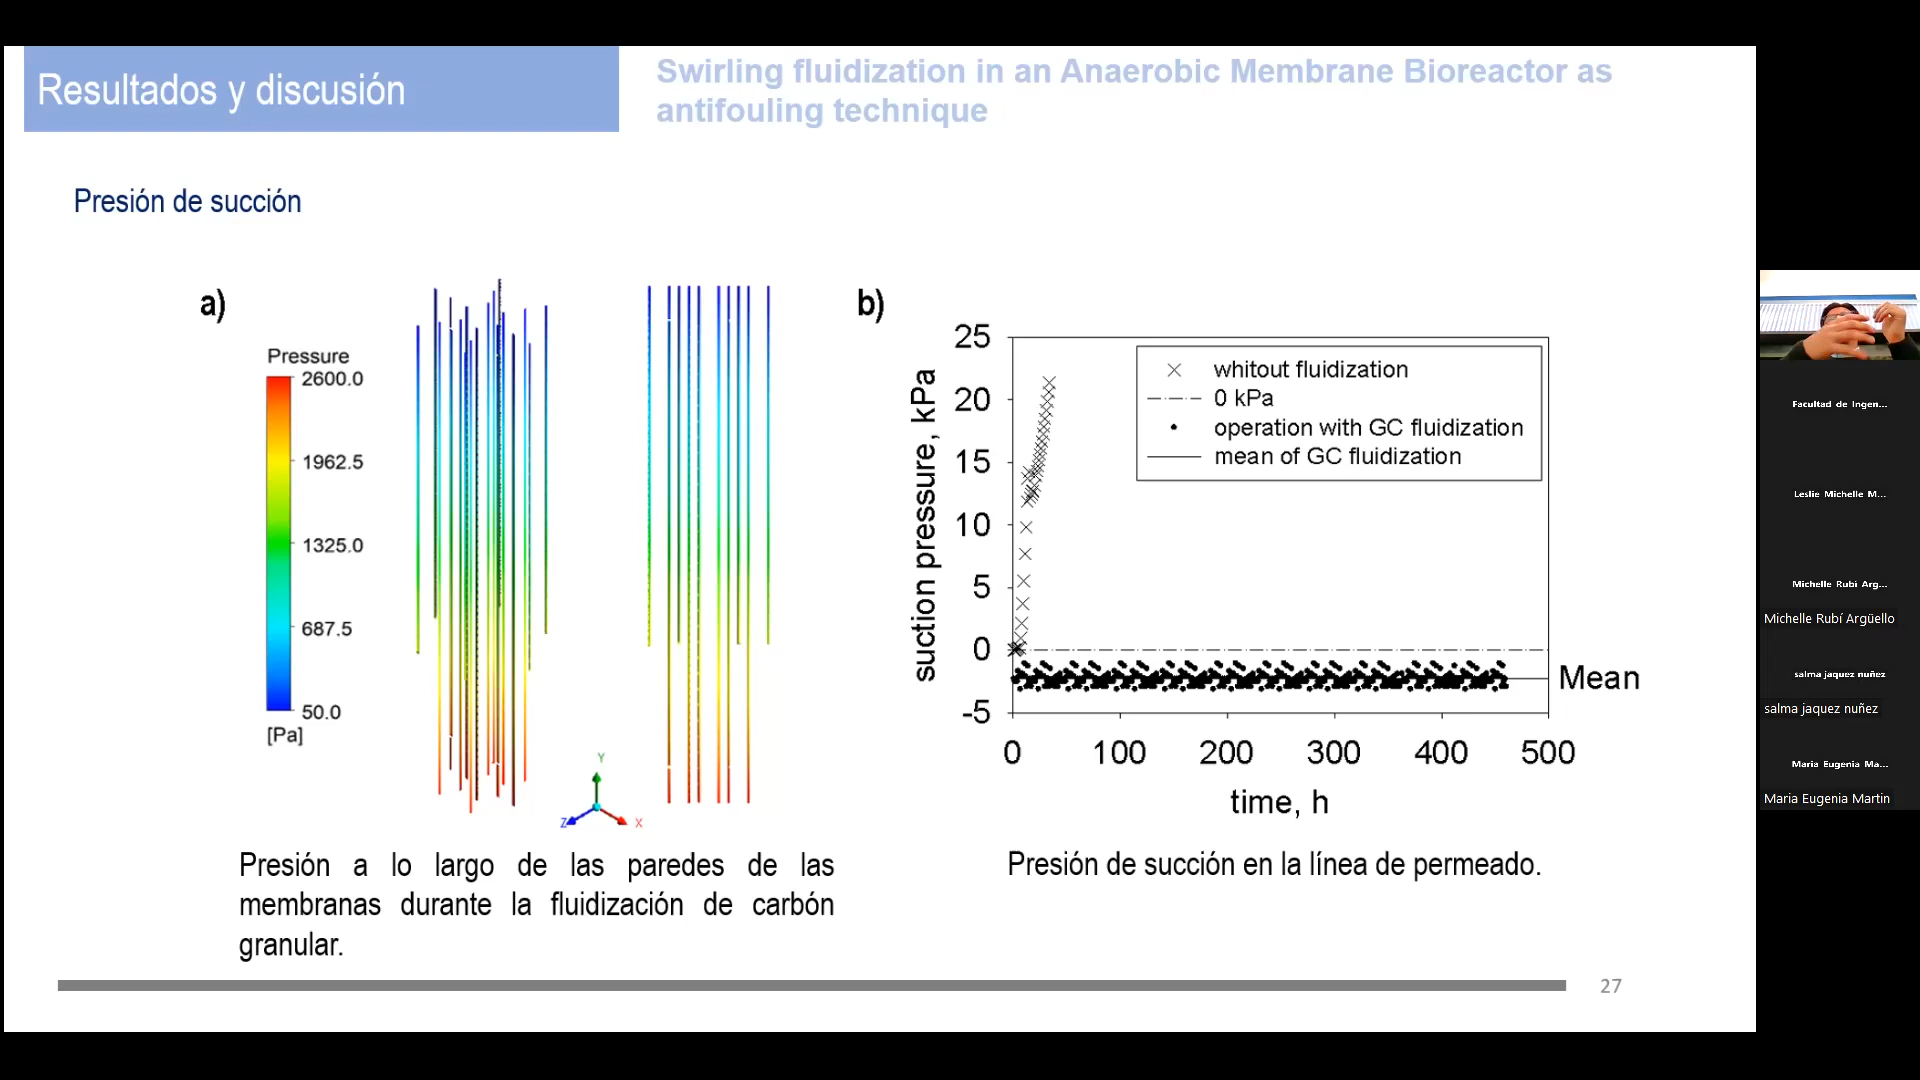 Resultados y discusión
Swirling fluidization in an Anaerobic Membrane Bioreactor as
antifouling technique
Presión de succión
a)
Pressure
2600.0
1962.5
1325.0
687.5
50.0
[Pa]
Y
Z
X
Presión a lo largo de las paredes de las
membranas durante la fluidización de carbón
granular.
b)
suction pressure, kPa
25
20
15
10
5
0
-5
whitout fluidization
0 kPa
operation with GC fluidization
mean of GC fluidization
Mean
0 100 200 300 400 500
time, h
Presión de succión en la línea de permeado.
27
Facultad de Ingen...
Leslie Michelle M...
Michelle Rubi Arg...
Michelle Rubí Argüello
salma jaquez nuñez
salma jaquez nuñez
Maria Eugenia Ma...
Maria Eugenia Martin